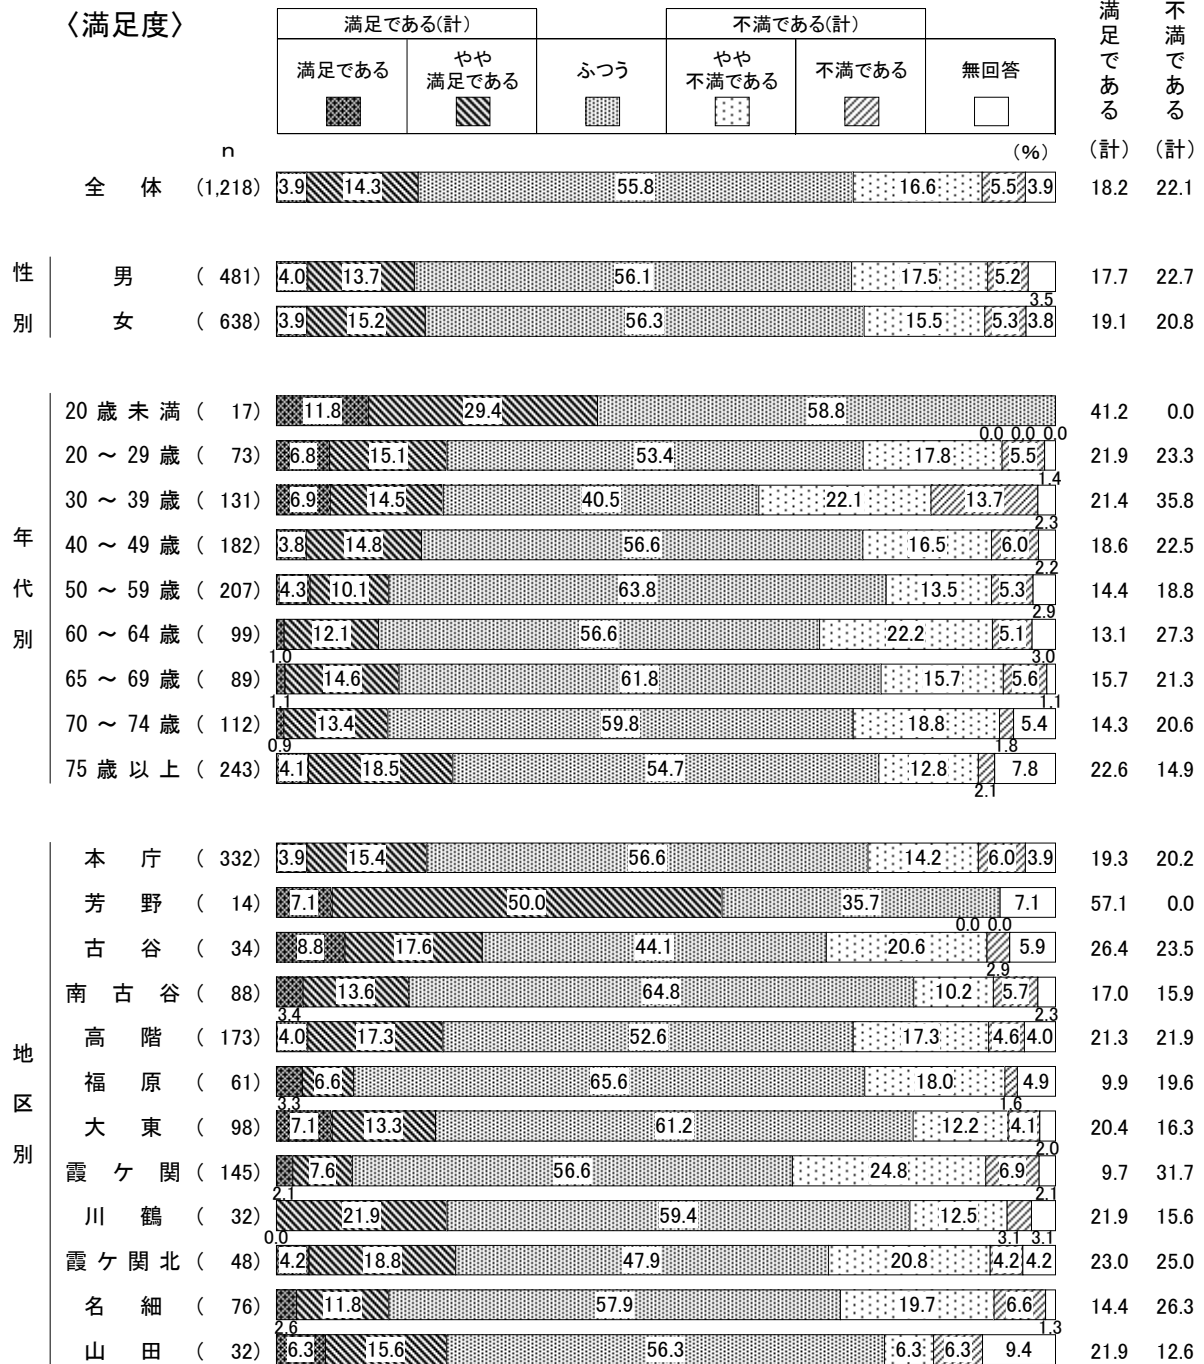 〈満足度〉
満足である(計) 不満である(計)
満足である やや満足である ふつう やや不満である 不満である 無回答
満足である(計) 不満である(計)
n (%)
全体 (1,218) 3.9 14.3 55.8 16.6 5.5 3.9 18.2 22.1
性別
男 (481) 4.0 13.7 56.1 17.5 5.2 3.5 17.7 22.7
女 (638) 3.9 15.2 56.3 15.5 5.3 3.8 19.1 20.8
年代別
20歳未満 (17) 11.8 29.4 58.8 0.0 0.0 0.0 41.2 0.0
20～29歳 (73) 6.8 15.1 53.4 17.8 5.5 1.4 21.9 23.3
30～39歳 (131) 6.9 14.5 40.5 22.1 13.7 2.3 21.4 35.8
40～49歳 (182) 3.8 14.8 56.6 16.5 6.0 2.2 18.6 22.5
50～59歳 (207) 4.3 10.1 63.8 13.5 5.3 2.9 14.4 18.8
60～64歳 (99) 1.0 12.1 56.6 22.2 5.1 3.0 13.1 27.3
65～69歳 (89) 1.1 14.6 61.8 15.7 5.6 1.1 15.7 21.3
70～74歳 (112) 0.9 13.4 59.8 18.8 1.8 5.4 14.3 20.6
75歳以上 (243) 4.1 18.5 54.7 12.8 2.1 7.8 22.6 14.9
地区別
本庁 (332) 3.9 15.4 56.6 14.2 6.0 3.9 19.3 20.2
芳野 (14) 7.1 50.0 35.7 0.0 0.0 7.1 57.1 0.0
古谷 (34) 8.8 17.6 44.1 20.6 2.9 5.9 26.4 23.5
南古谷 (88) 3.4 13.6 64.8 10.2 5.7 2.3 17.0 15.9
高階 (173) 4.0 17.3 52.6 17.3 4.6 4.0 21.3 21.9
福原 (61) 3.3 6.6 65.6 18.0 1.6 4.9 9.9 19.6
大東 (98) 7.1 13.3 61.2 12.2 4.1 2.0 20.4 16.3
霞ケ関 (145) 2.1 7.6 56.6 24.8 6.9 2.1 9.7 31.7
川鶴 (32) 0.0 21.9 59.4 12.5 3.1 3.1 21.9 15.6
霞ケ関北 (48) 4.2 18.8 47.9 20.8 4.2 4.2 23.0 25.0
名細 (76) 2.6 11.8 57.9 19.7 6.6 1.3 14.4 26.3
山田 (32) 6.3 15.6 56.3 6.3 6.3 9.4 21.9 12.6